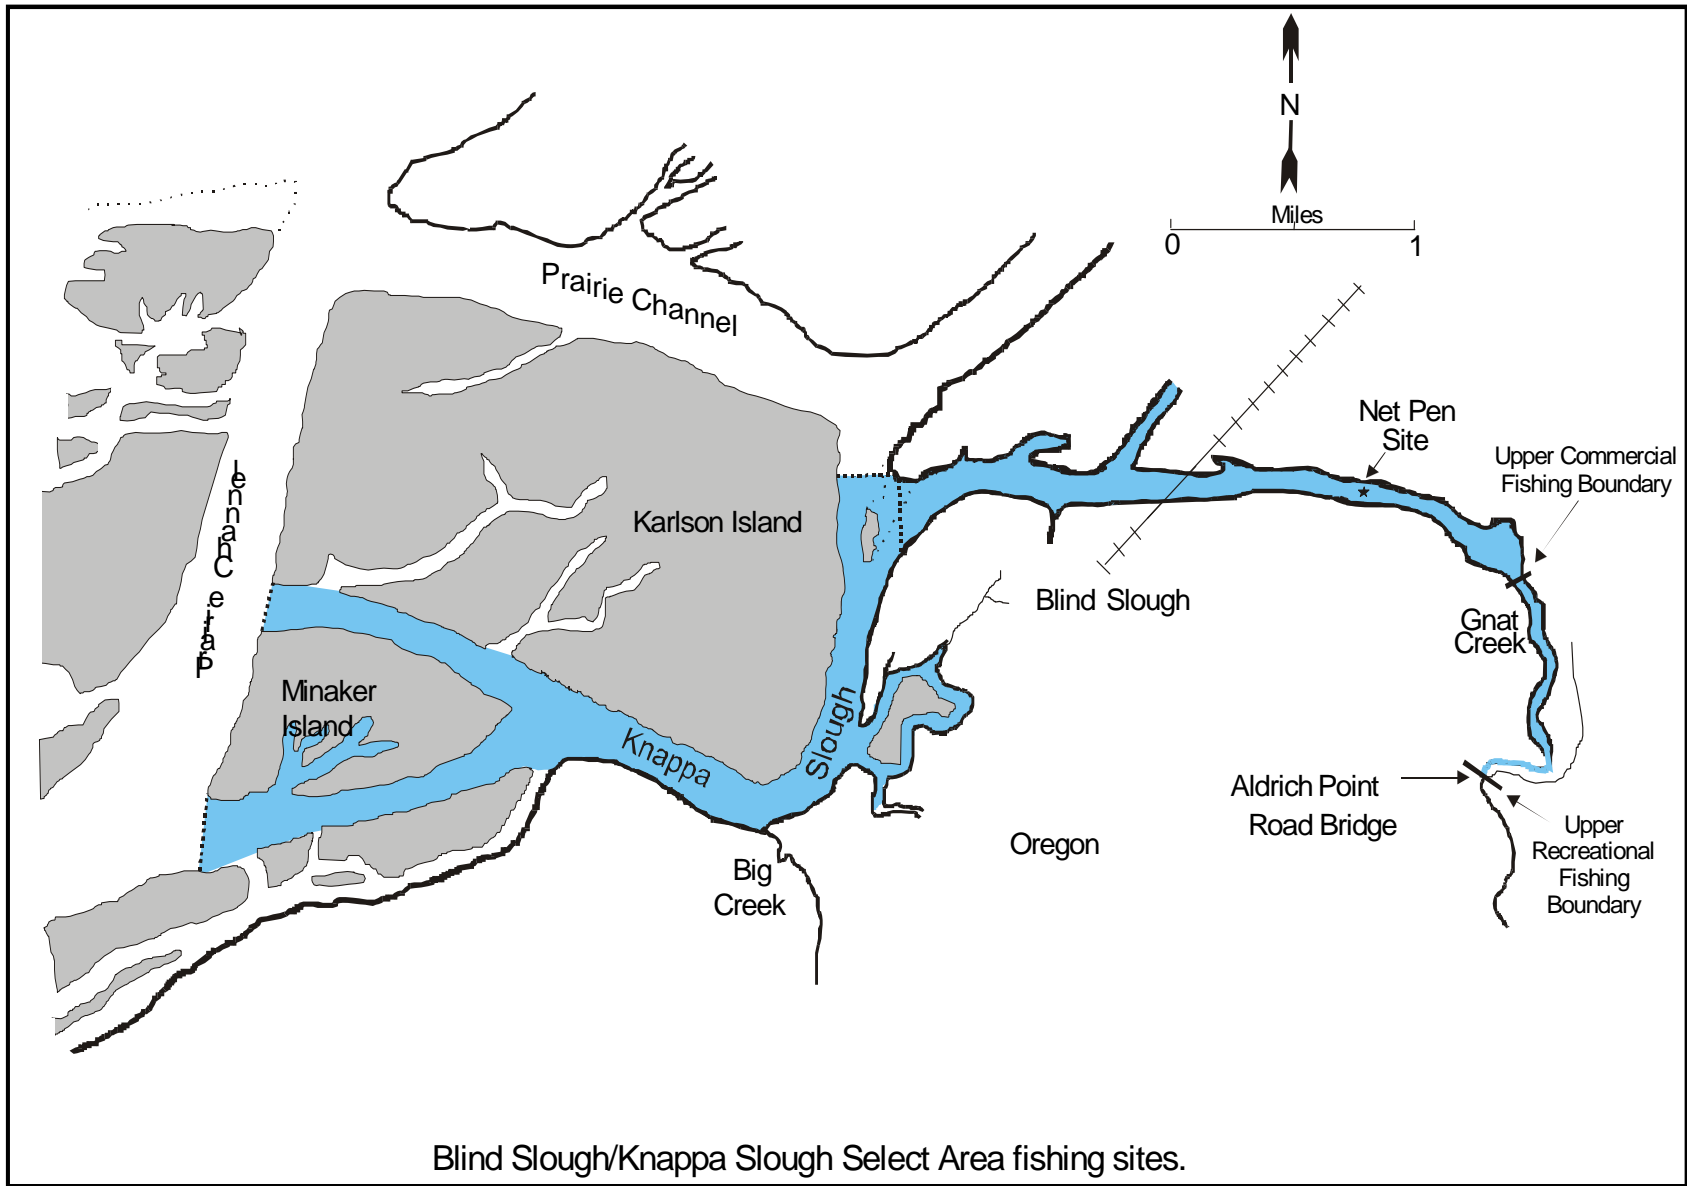 N
Miles
0 1
Prairie Channel
Net Pen
Site
Upper Commercial
Fishing Boundary
Prairie Channel
Karlson Island
Blind Slough
Gnat
Creek
Minaker
Island
Knappa
Slough
Aldrich Point
Road Bridge
Upper
Recreational
Fishing
Boundary
Oregon
Big
Creek
Blind Slough/Knappa Slough Select Area fishing sites.